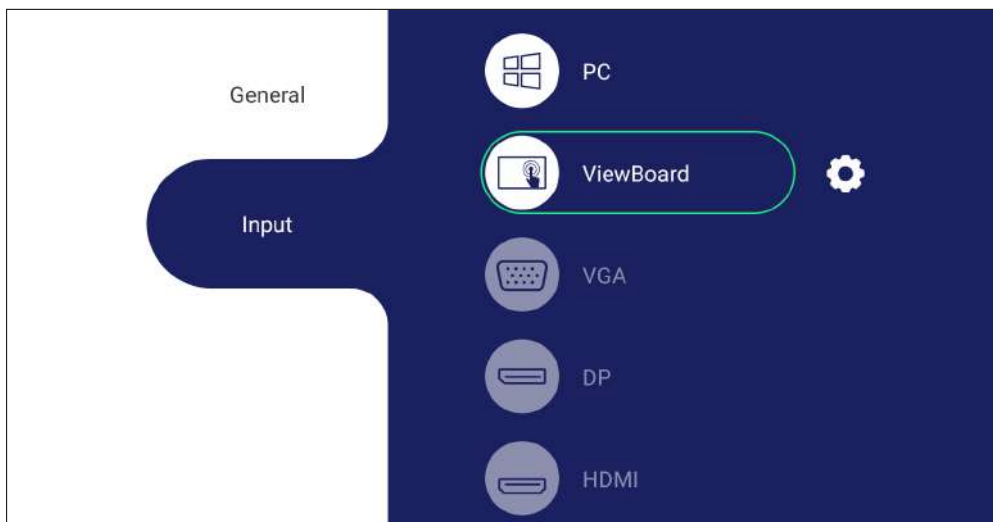 General
Input
PC
ViewBoard
VGA
DP
HDMI